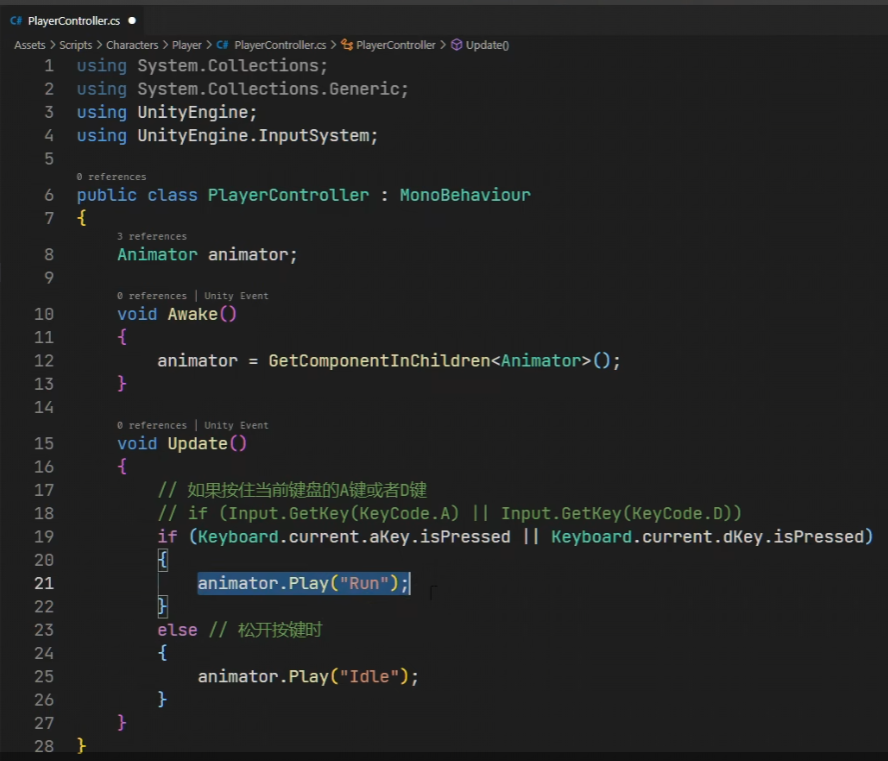 C# PlayerController.cs ●
Assets > Scripts > Characters > Player > C# PlayerController.cs > PlayerController > Update()
1 using System.Collections;
2 using System.Collections.Generic;
3 using UnityEngine;
4 using UnityEngine.InputSystem;
5
0 references
6 public class PlayerController : MonoBehaviour
7 {
3 references
8 Animator animator;
9
0 references | Unity Event
10 void Awake()
11 {
12 animator = GetComponentInChildren<Animator>();
13 }
14
0 references | Unity Event
15 void Update()
16 {
17 // 如果按住当前键盘的A键或者D键
18 // if (Input.GetKey(KeyCode.A) || Input.GetKey(KeyCode.D))
19 if (Keyboard.current.aKey.isPressed || Keyboard.current.dKey.isPressed)
20 {
21 animator.Play("Run");
22 }
23 else // 松开按键时
24 {
25 animator.Play("Idle");
26 }
27 }
28 }